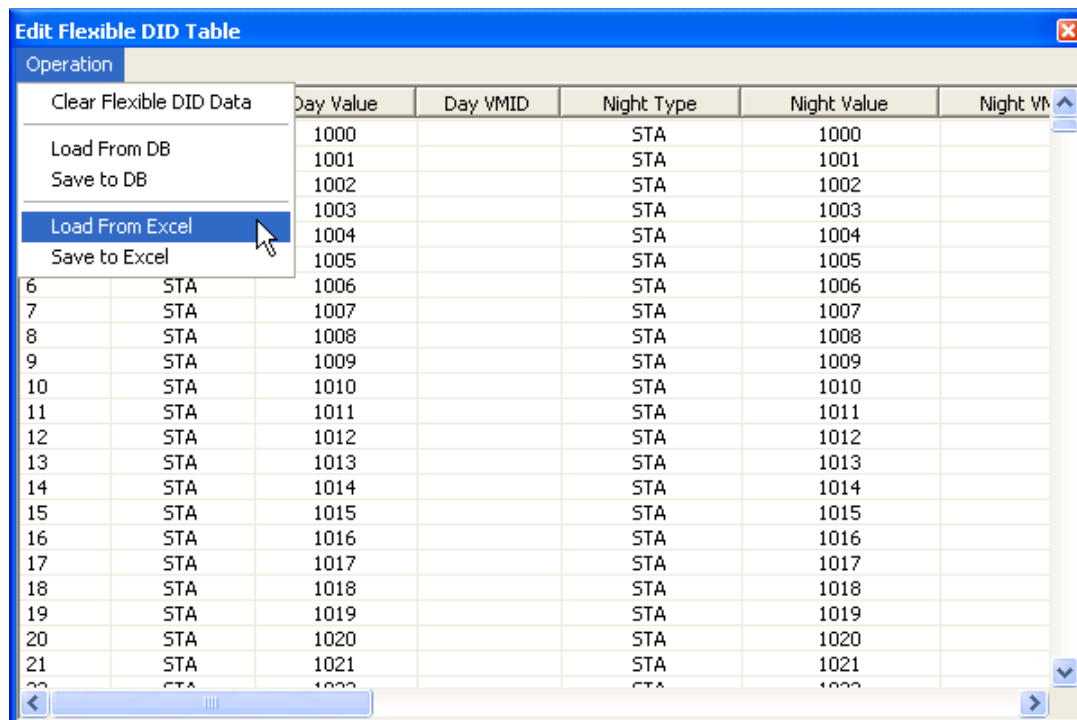 Edit Flexible DID Table
Operation
Clear Flexible DID Data
Load From DB
Save to DB
Load From Excel
Save to Excel
Day Value Day VMID Night Type Night Value Night VM
1000 STA 1000
1001 STA 1001
1002 STA 1002
1003 STA 1003
1004 STA 1004
1005 STA 1005
6 STA 1006 STA 1006
7 STA 1007 STA 1007
8 STA 1008 STA 1008
9 STA 1009 STA 1009
10 STA 1010 STA 1010
11 STA 1011 STA 1011
12 STA 1012 STA 1012
13 STA 1013 STA 1013
14 STA 1014 STA 1014
15 STA 1015 STA 1015
16 STA 1016 STA 1016
17 STA 1017 STA 1017
18 STA 1018 STA 1018
19 STA 1019 STA 1019
20 STA 1020 STA 1020
21 STA 1021 STA 1021